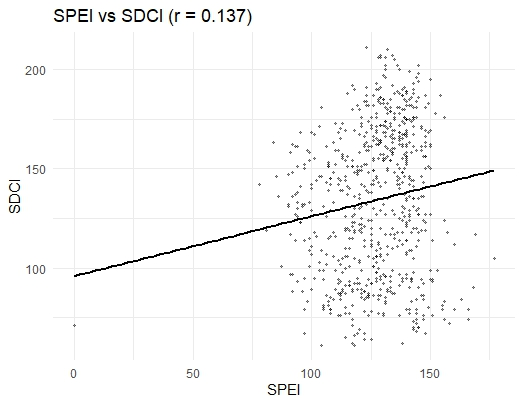 SPEI vs SDCI (r = 0.137)
200
150
100
SDCI
0
50
100
150
SPEI